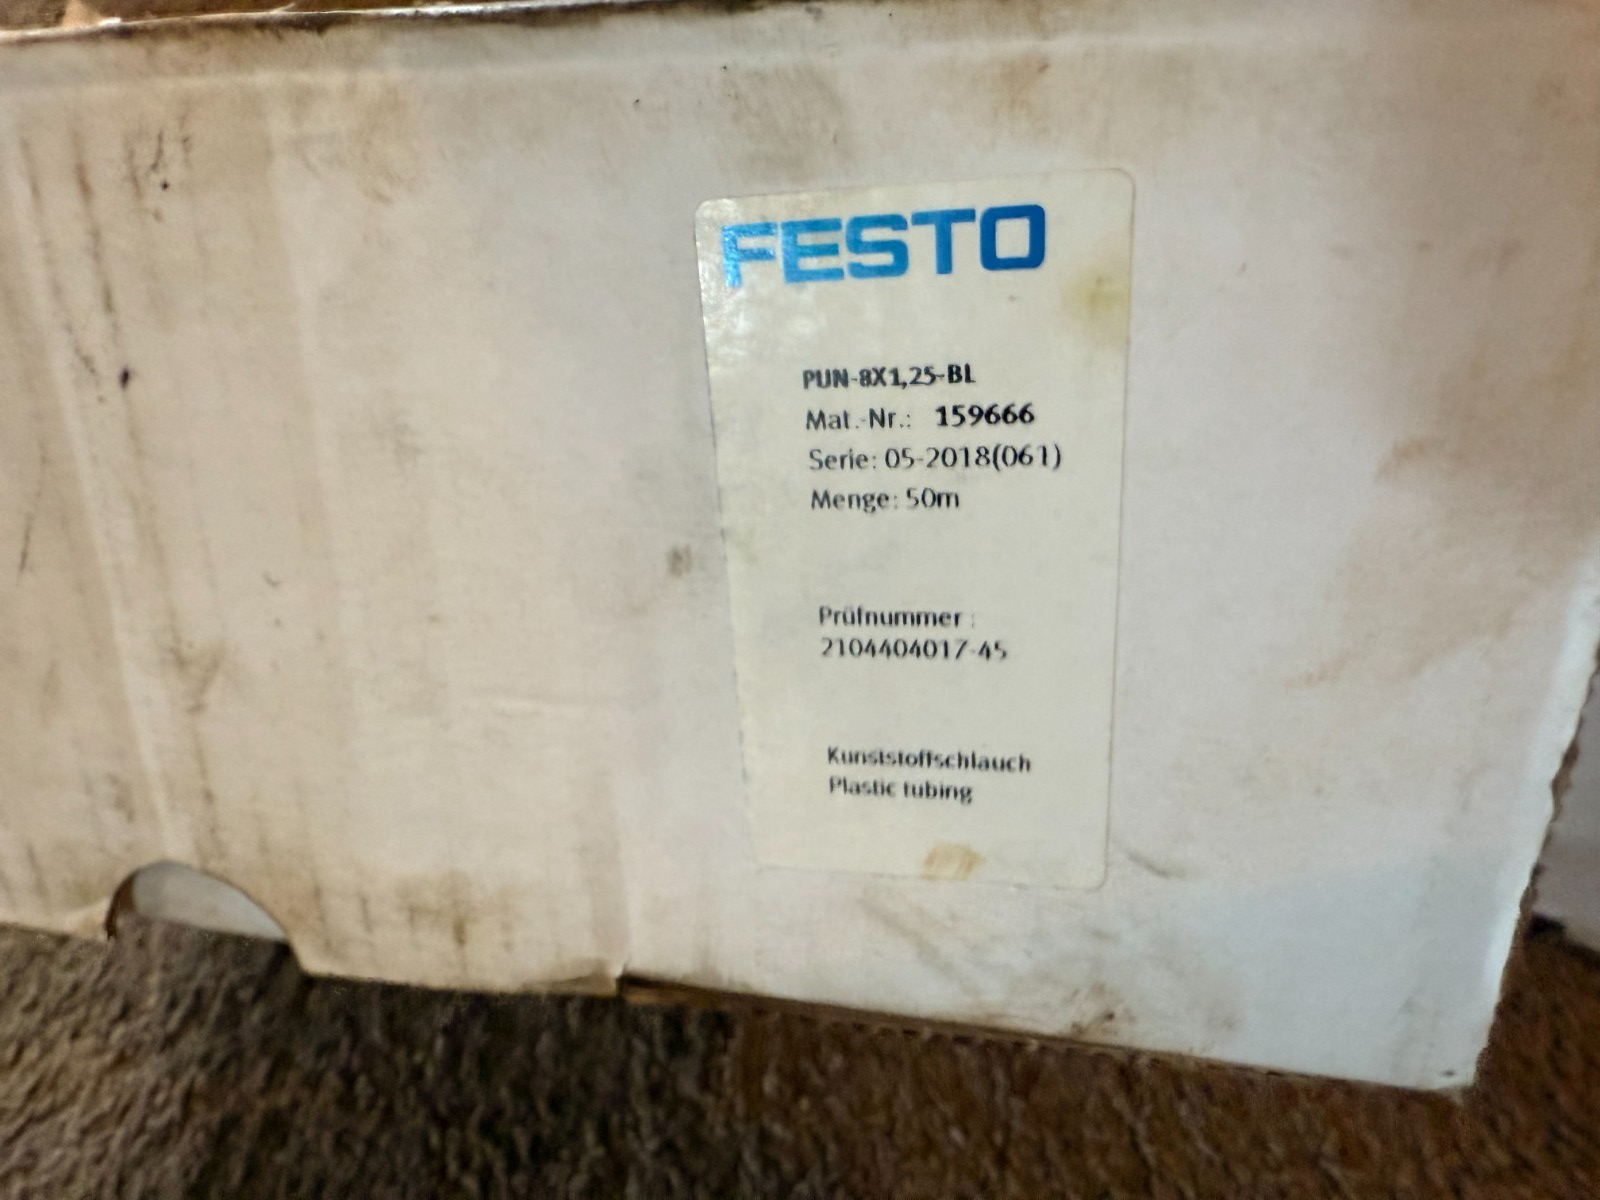 FESTO
PUN-8X1,25-BL
Mat.-Nr.: 159666
Serie: 05-2018(061)
Menge: 50m
Prüfnummer :
2104404017-45
Kunststoffschlauch
Plastic tubing